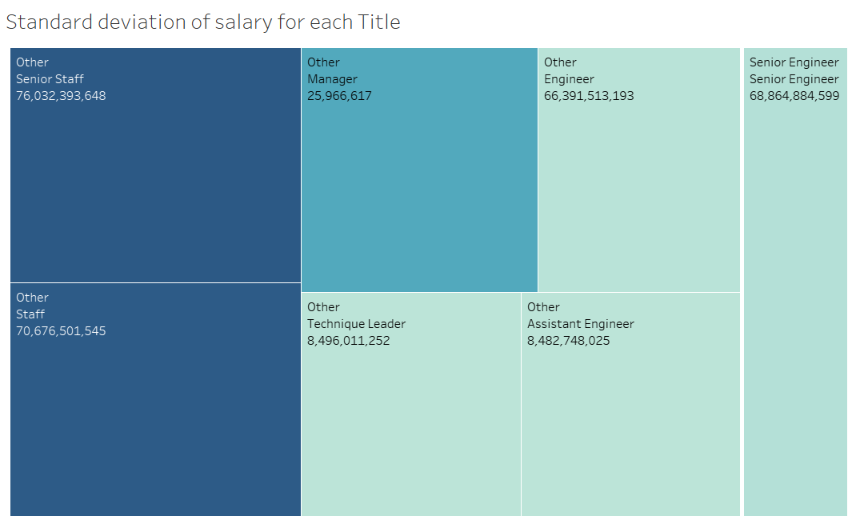 Standard deviation of salary for each Title
Other
Senior Staff
76,032,393,648
Other
Manager
25,966,617
Other
Engineer
66,391,513,193
Senior Engineer
Senior Engineer
68,864,884,599
Other
Staff
70,676,501,545
Other
Technique Leader
8,496,011,252
Other
Assistant Engineer
8,482,748,025